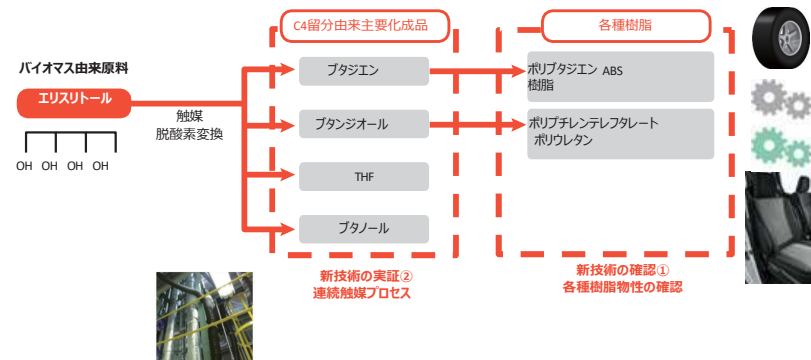 C4留分由来主要化成品
各種樹脂
バイオマス由来原料
エリスリトール
OH OH OH OH
触媒
脱酸素変換
ブタジエン
ブタンジオール
THF
ブタノール
ポリブタジエン ABS
樹脂
ポリブチレンテレフタレート
ポリウレタン
新技術の実証②
連続触媒プロセス
新技術の確認①
各種樹脂物性の確認